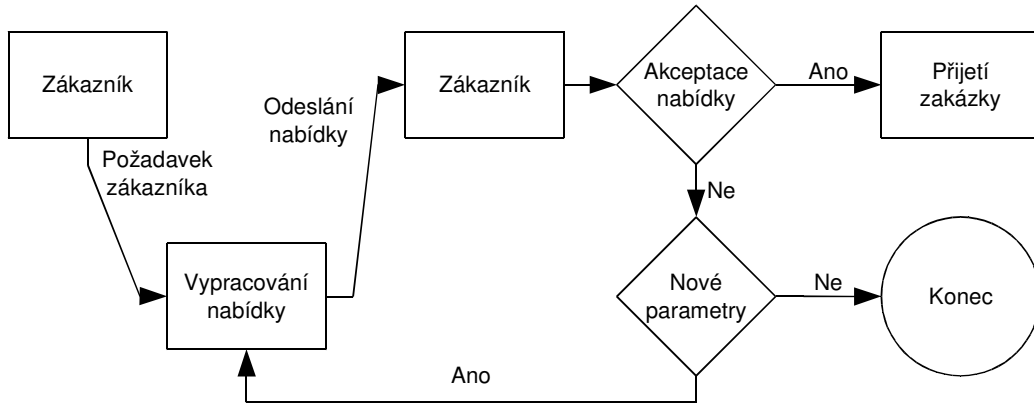 Zákazník
Požadavek
zákazníka
Vypracování
nabídky
Odeslání
nabídky
Zákazník
Akceptace
nabídky
Ano
Přijetí
zakázky
Ne
Nové
parametry
Ne
Konec
Ano